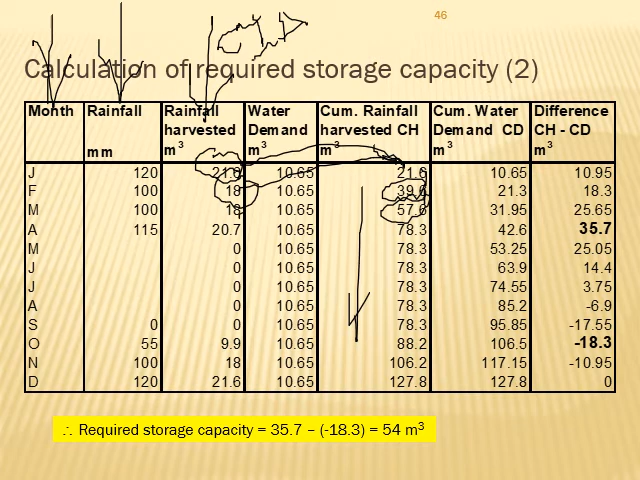 46
Calculation of required storage capacity (2)
Month Rainfall Rainfall Water Cum. Rainfall Cum. Water Difference
harvested Demand harvested CH Demand CD CH - CD
mm m³ m³ m³ m³ m³
J 120 21.6 10.65 21.6 10.65 10.95
F 100 18 10.65 39.6 21.3 18.3
M 100 18 10.65 57.6 31.95 25.65
A 115 20.7 10.65 78.3 42.6 35.7
M 0 10.65 78.3 53.25 25.05
J 0 10.65 78.3 63.9 14.4
J 0 10.65 78.3 74.55 3.75
A 0 10.65 78.3 85.2 -6.9
S 0 0 10.65 78.3 95.85 -17.55
O 55 9.9 10.65 88.2 106.5 -18.3
N 100 18 10.65 106.2 117.15 -10.95
D 120 21.6 10.65 127.8 127.8 0
∴ Required storage capacity = 35.7 – (-18.3) = 54 m³